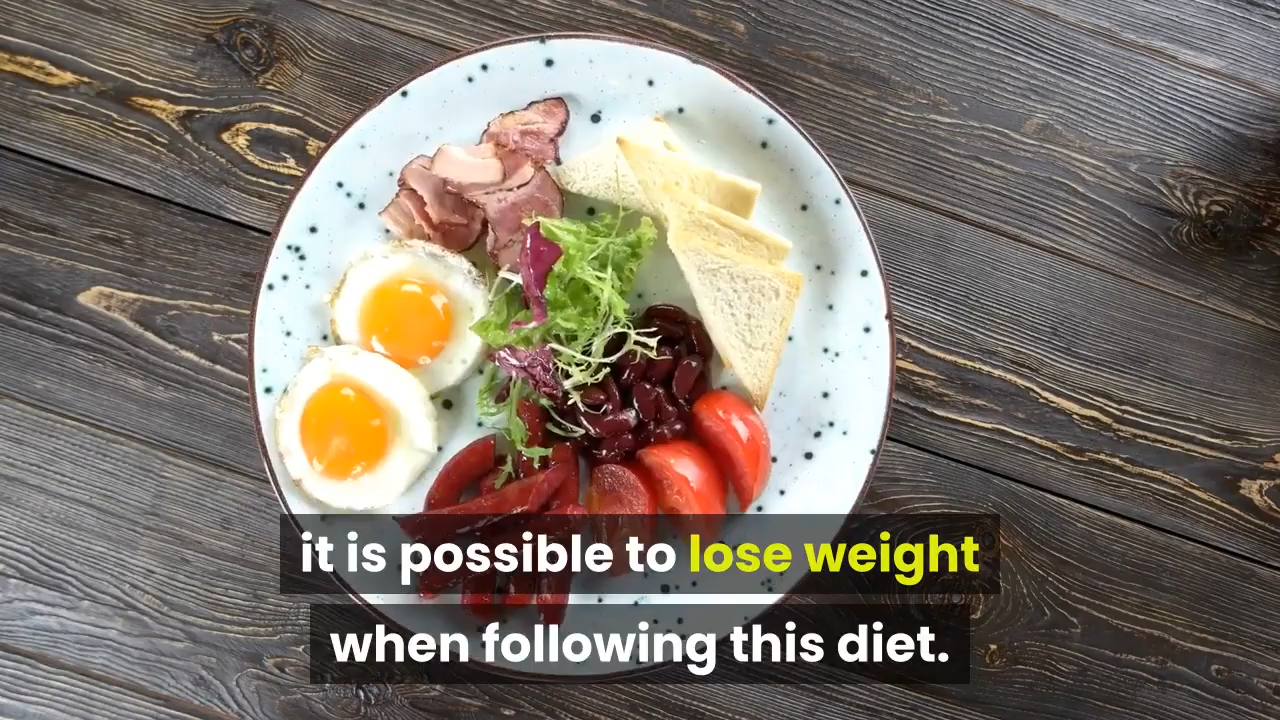 it is possible to lose weight
when following this diet.